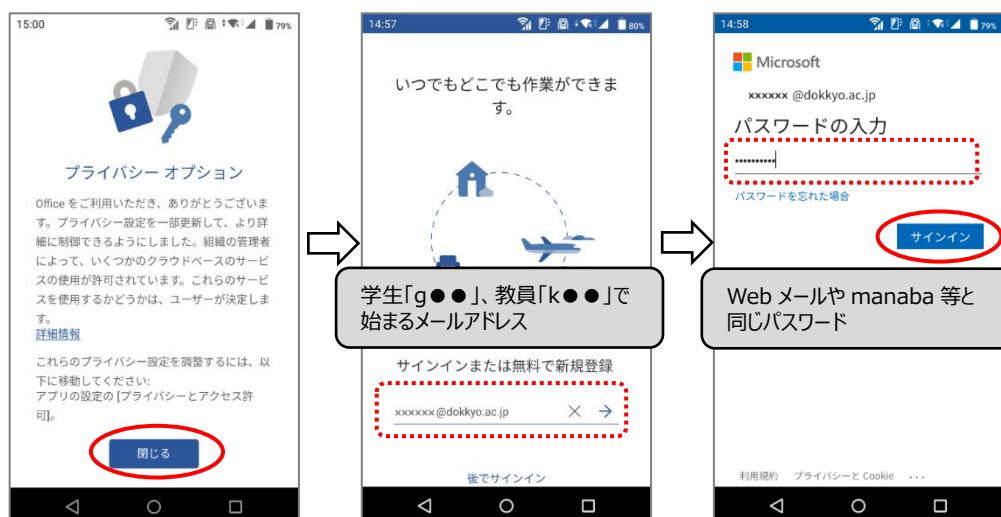 15:00
79%
プライバシー オプション
Office をご利用いただき、ありがとうございま
す。プライバシー設定を一部更新して、より詳
細に制御できるようにしました。組織の管理者
によって、いくつかのクラウドベースのサービ
スの使用が許可されています。これらのサービ
スを使用するかどうかは、ユーザーが決定しま
す。
詳細情報
これらのプライバシー設定を調整するには、以
下に移動してください:
アプリの設定の [プライバシーとアクセス許
可]。
閉じる
14:57
80%
いつでもどこでも作業ができま
す。
学生「g●●」、教員「k●●」で
始まるメールアドレス
サインインまたは無料で新規登録
xxxxxx@dokkyo.ac.jp
後でサインイン
14:58
79%
Microsoft
xxxxxx @dokkyo.ac.jp
パスワードの入力
••••••••••
パスワードを忘れた場合
サインイン
Web メールや manaba 等と
同じパスワード
利用規約 プライバシーと Cookie ...